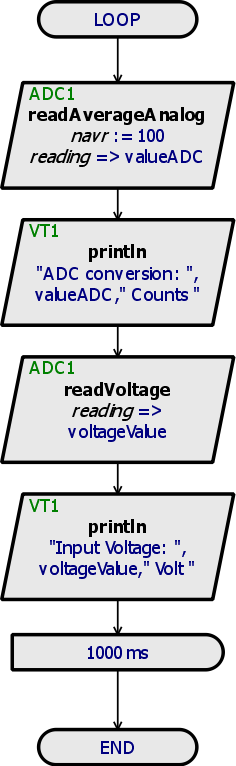 LOOP
ADC1
readAverageAnalog
navr := 100
reading => valueADC
VT1
println
"ADC conversion: ",
valueADC," Counts "
ADC1
readVoltage
reading =>
voltageValue
VT1
println
"Input Voltage: ",
voltageValue," Volt "
1000 ms
END